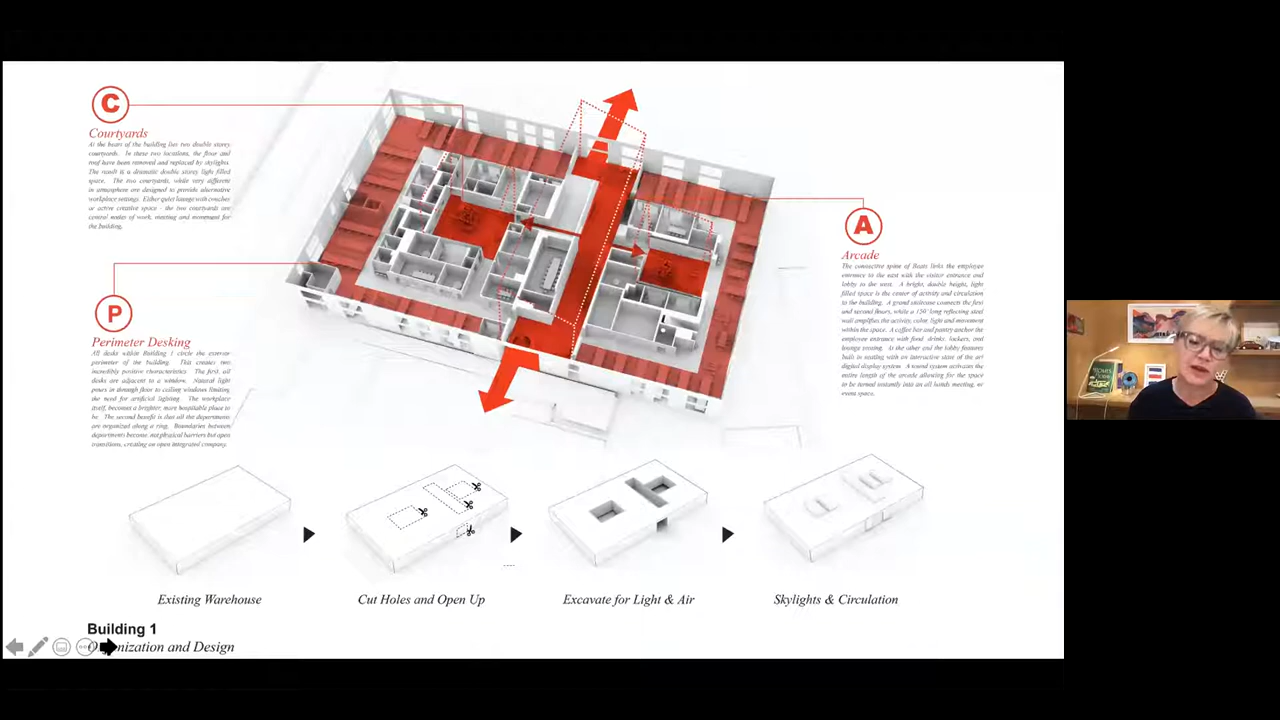 C
Courtyards
At the heart of the building lies two double storey
courtyards. In these two locations, the floor and
roof have been removed and replaced by skylights.
The result is a dramatic double storey light filled
space. The two courtyards, while very different
in atmosphere are designed to provide alternative
workplace settings. Either quiet lounge with couches
or active creative space - the two courtyards are
central nodes of work, meeting and movement for
the building.
P
Perimeter Desking
All desks within Building 1 circle the exterior
perimeter of the building. This creates two
incredibly positive characteristics. The first, all
desks are adjacent to a window. Natural light
pours in through floor to ceiling windows limiting
the need for artificial lighting. The workplace
itself, becomes a brighter, more hospitable place to
be. The second benefit is that all the departments
are organized along a ring. Boundaries between
departments become, not physical barriers but open
transitions, creating an open integrated company.
A
Arcade
The connective spine of Beats links the employee
entrance to the east with the visitor entrance and
lobby to the west. A bright, double height, light
filled space is the center of activity and circulation
to the building. A grand staircase connects the first
and second floors, while a 150' long reflecting steel
wall amplifies the activity, color, light and movement
within the space. A coffee bar and pantry anchor the
employee entrance with food, drinks, lockers, and
lounge seating. At the other end the lobby features
built in seating with an interactive state of the art
digital display system. A sound system activates the
entire length of the arcade allowing for the space
to be turned instantly into an all hands meeting, or
event space.
Existing Warehouse
Cut Holes and Open Up
Excavate for Light & Air
Skylights & Circulation
Building 1
Organization and Design